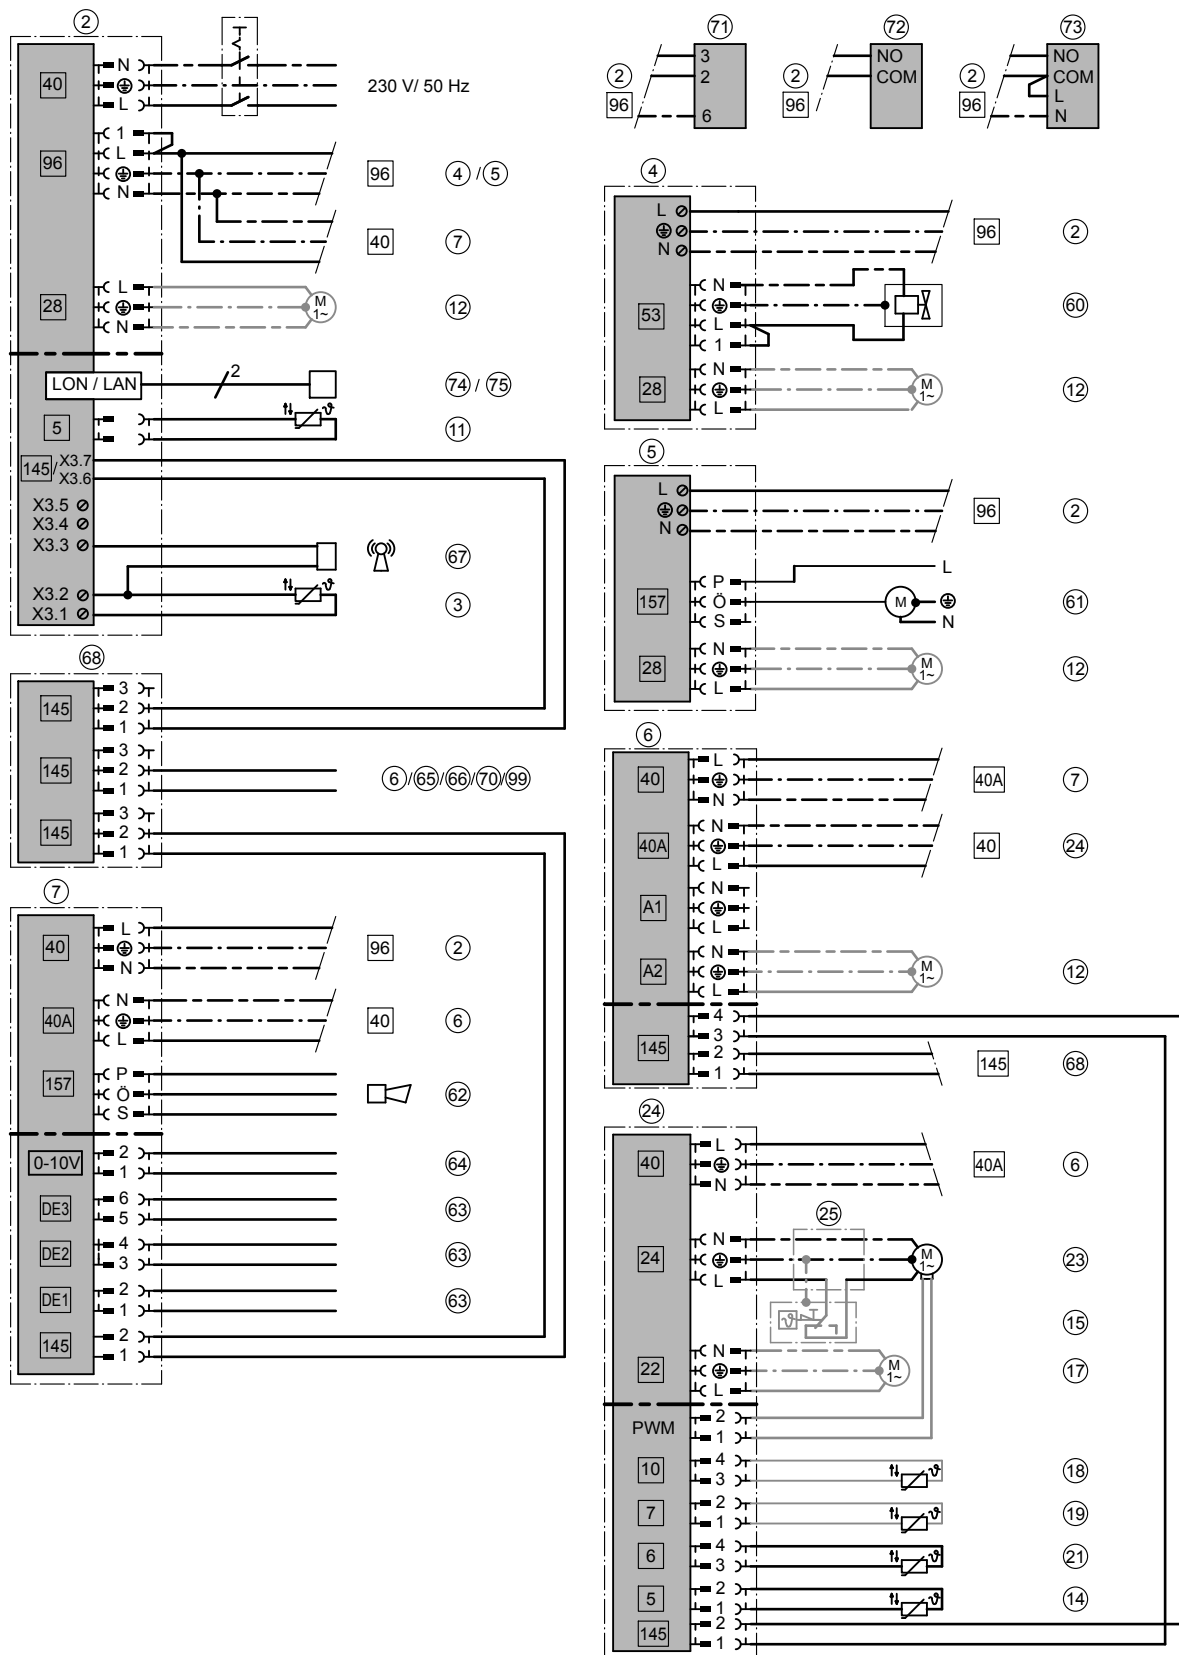 2
40
N
L
230 V/ 50 Hz
96
1
L
N
96
4 / 5
40
7
28
L
N
M
1~
12
LON / LAN
2
74 / 75
5
ϑ
11
145 / X3.7
X3.6
X3.5
X3.4
X3.3
67
X3.2
X3.1
ϑ
3
68
145
3
2
1
145
3
2
1
6/65/66/70/99
145
3
2
1
7
40
L
N
96
2
40A
N
L
40
6
157
P
Ö
S
62
0-10V
2
1
64
DE3
6
5
63
DE2
4
3
63
DE1
2
1
63
145
2
1
71
3
2
6
2
96
72
NO
COM
2
96
73
NO
COM
L
N
2
96
4
L
N
96
2
53
N
L
1
60
28
N
L
M
1~
12
5
L
N
96
2
157
P
Ö
S
L
M
N
61
28
N
L
M
1~
12
6
40
L
N
40A
7
40A
N
L
40
24
A1
N
L
A2
N
L
M
1~
12
145
4
3
2
1
145
68
24
40
L
N
40A
6
25
24
N
L
M
1~
23
ϑ
15
22
N
L
M
1~
17
PWM
2
1
10
4
3
ϑ
18
7
2
1
ϑ
19
6
4
3
ϑ
21
5
2
1
ϑ
14
145
2
1